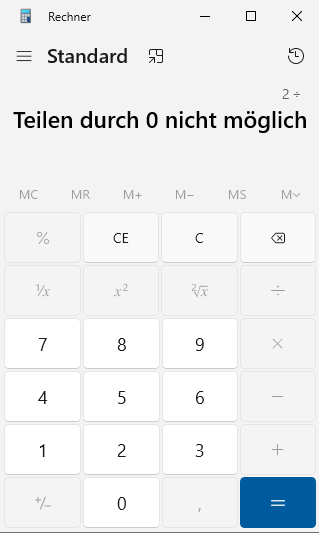 Rechner
Standard
2 ÷
Teilen durch 0 nicht möglich
MC MR M+ M− MS M
% CE C
¹/x x² ²√x ÷
7 8 9 ×
4 5 6 −
1 2 3 +
+/− 0 , =